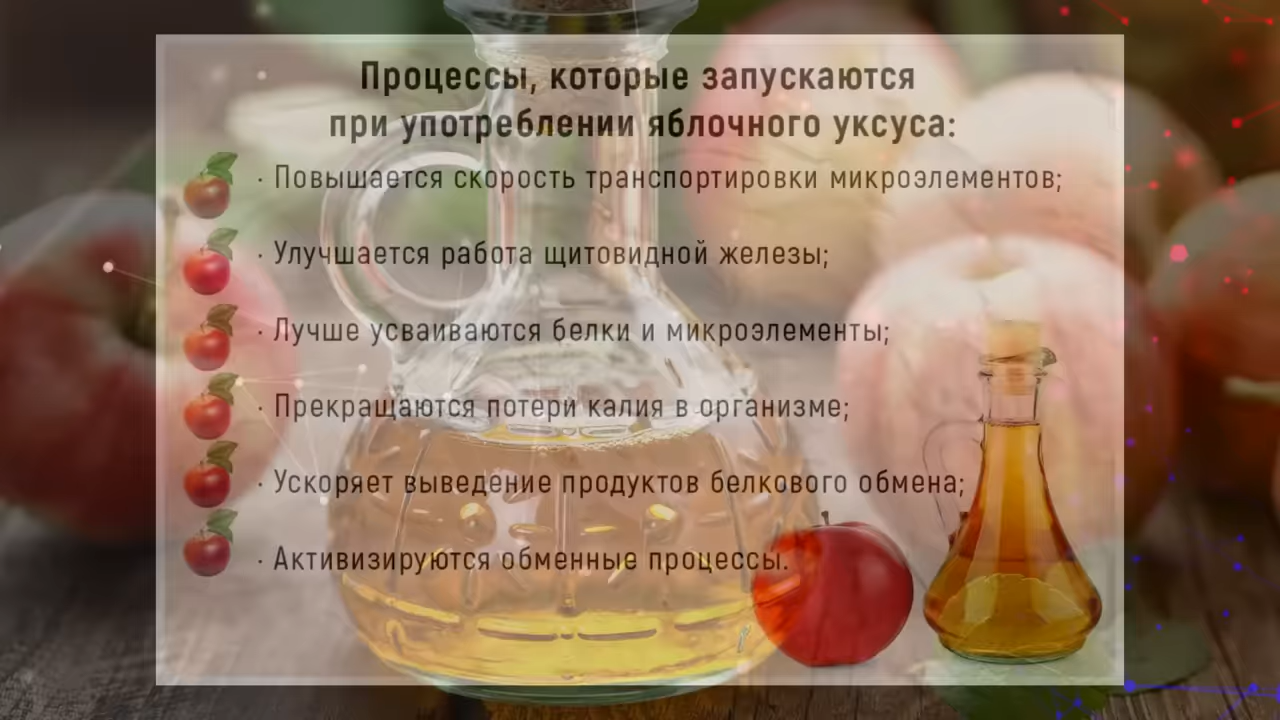 Процессы, которые запускаются
при употреблении яблочного уксуса:
· Повышается скорость транспортировки микроэлементов;
· Улучшается работа щитовидной железы;
· Лучше усваиваются белки и микроэлементы;
· Прекращаются потери калия в организме;
· Ускоряет выведение продуктов белкового обмена;
· Активизируются обменные процессы.